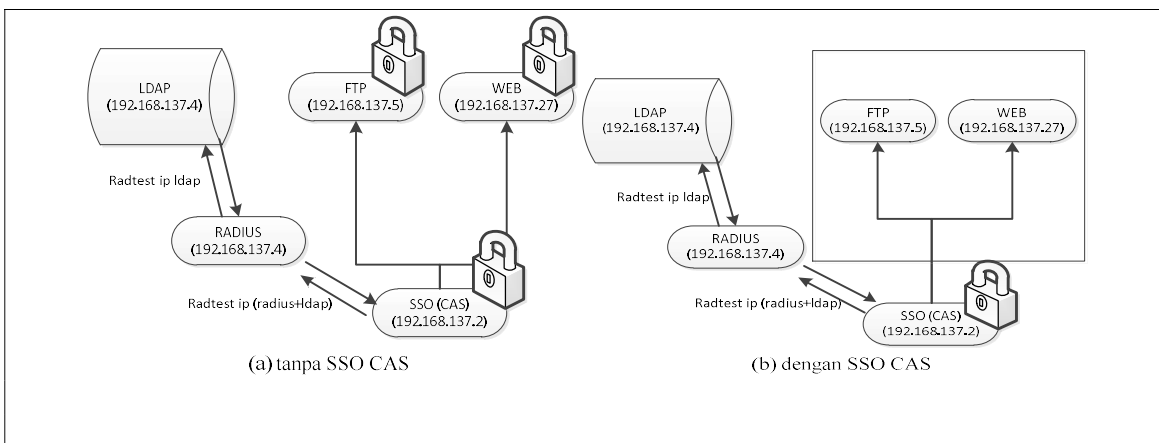 LDAP
(192.168.137.4)
FTP
(192.168.137.5)
WEB
(192.168.137.27)
Radtest ip ldap
RADIUS
(192.168.137.4)
Radtest ip (radius+ldap)
SSO (CAS)
(192.168.137.2)
(a) tanpa SSO CAS
LDAP
192.168.137.4)
FTP
(192.168.137.5)
WEB
(192.168.137.27)
Radtest ip ldap
RADIUS
(192.168.137.4)
Radtest ip (radius+ldap)
SSO (CAS)
(192.168.137.2)
(b) dengan SSO CAS